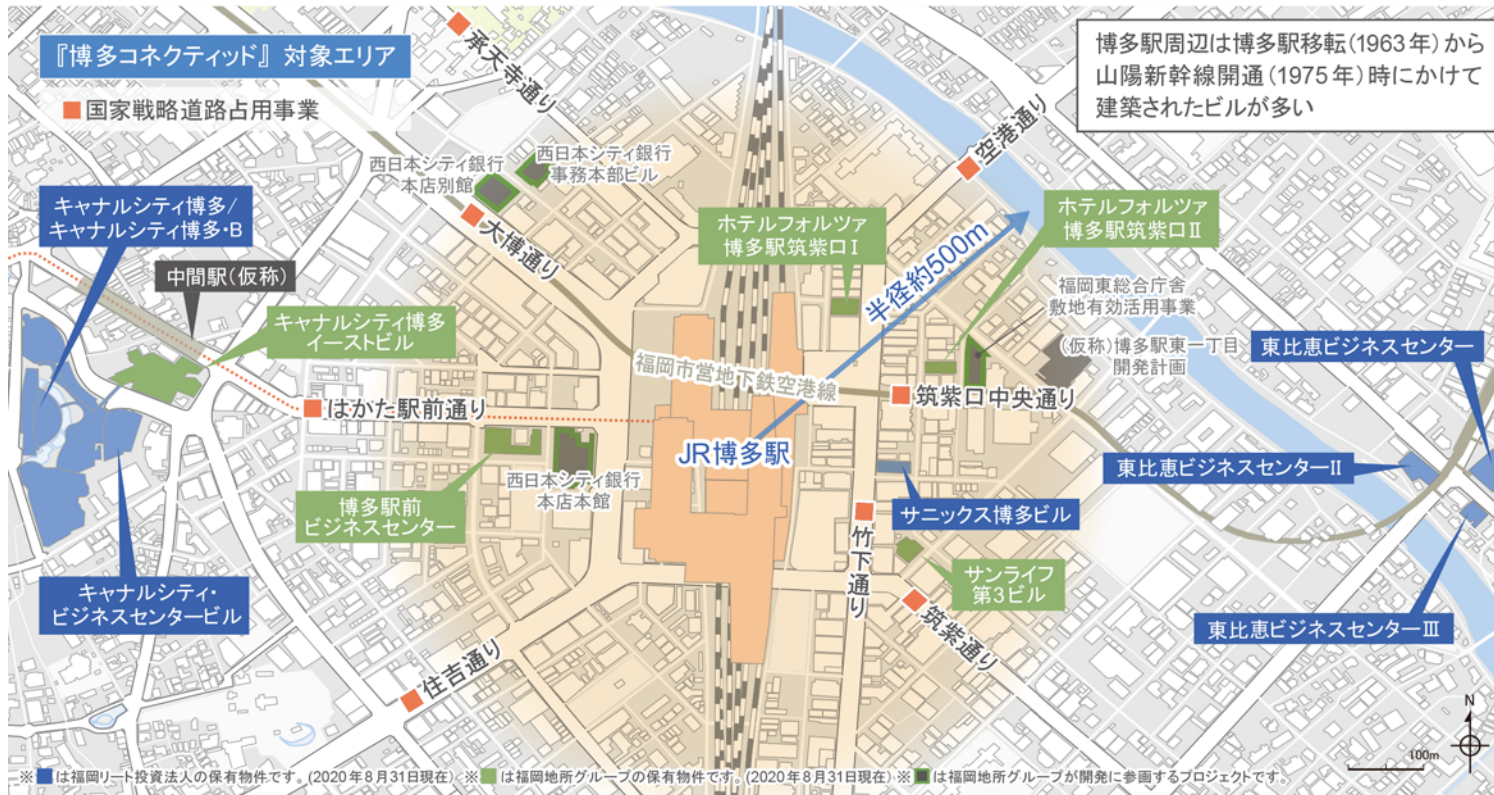 『博多コネクティッド』対象エリア
国家戦略道路占用事業
博多駅周辺は博多駅移転(1963年)から
山陽新幹線開通(1975年)時にかけて
建築されたビルが多い
承天寺通り
空港通り
西日本シティ銀行
本店別館
西日本シティ銀行
事務本部ビル
キャナルシティ博多/
キャナルシティ博多・B
大博通り
ホテルフォルツァ
博多駅筑紫口Ⅰ
ホテルフォルツァ
博多駅筑紫口Ⅱ
半径約500m
中間駅(仮称)
福岡東総合庁舎
敷地有効活用事業
キャナルシティ博多
イーストビル
(仮称)博多駅東一丁目
開発計画
東比恵ビジネスセンター
福岡市営地下鉄空港線
はかた駅前通り
筑紫口中央通り
JR博多駅
東比恵ビジネスセンターⅡ
西日本シティ銀行
本店本館
博多駅前
ビジネスセンター
サニックス博多ビル
竹下通り
サンライフ
第3ビル
キャナルシティ・
ビジネスセンタービル
筑紫通り
東比恵ビジネスセンターⅢ
住吉通り
N
100m
※■は福岡リート投資法人の保有物件です。(2020年8月31日現在) ※■は福岡地所グループの保有物件です。(2020年8月31日現在) ※■は福岡地所グループが開発に参画するプロジェクトです。